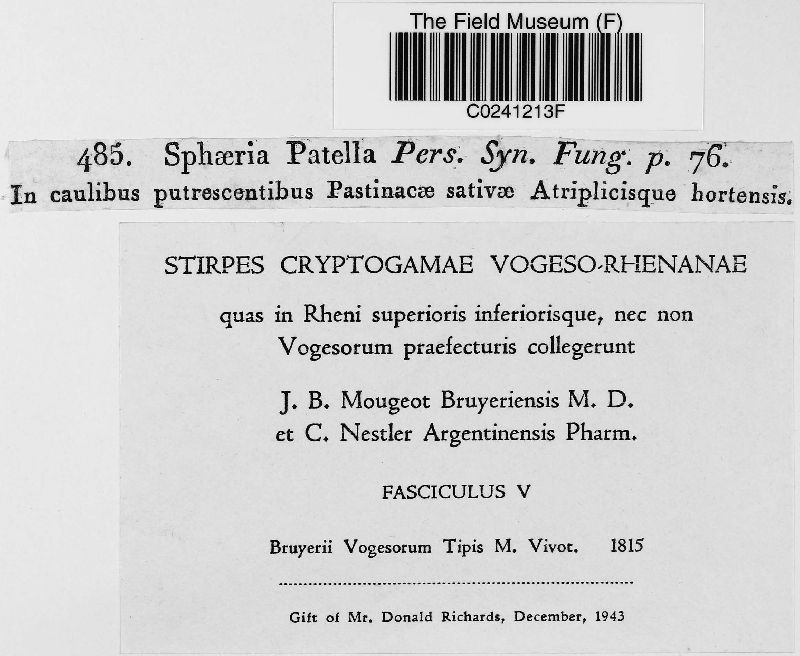 The Field Museum (F)
C0241213F
485. Sphæria Patella Pers. Syn. Fung. p. 76.
In caulibus putrescentibus Pastinacæ sativæ Atriplicisque hortensis.
STIRPES CRYPTOGAMAE VOGESO-RHENANAE
quas in Rheni superioris inferiorisque, nec non
Vogesorum praefecturis collegerunt
J. B. Mougeot Bruyeriensis M. D.
et C. Nestler Argentinensis Pharm.
FASCICULUS V
Bruyerii Vogesorum Tipis M. Vivot. 1815
Gift of Mr. Donald Richards, December, 1943